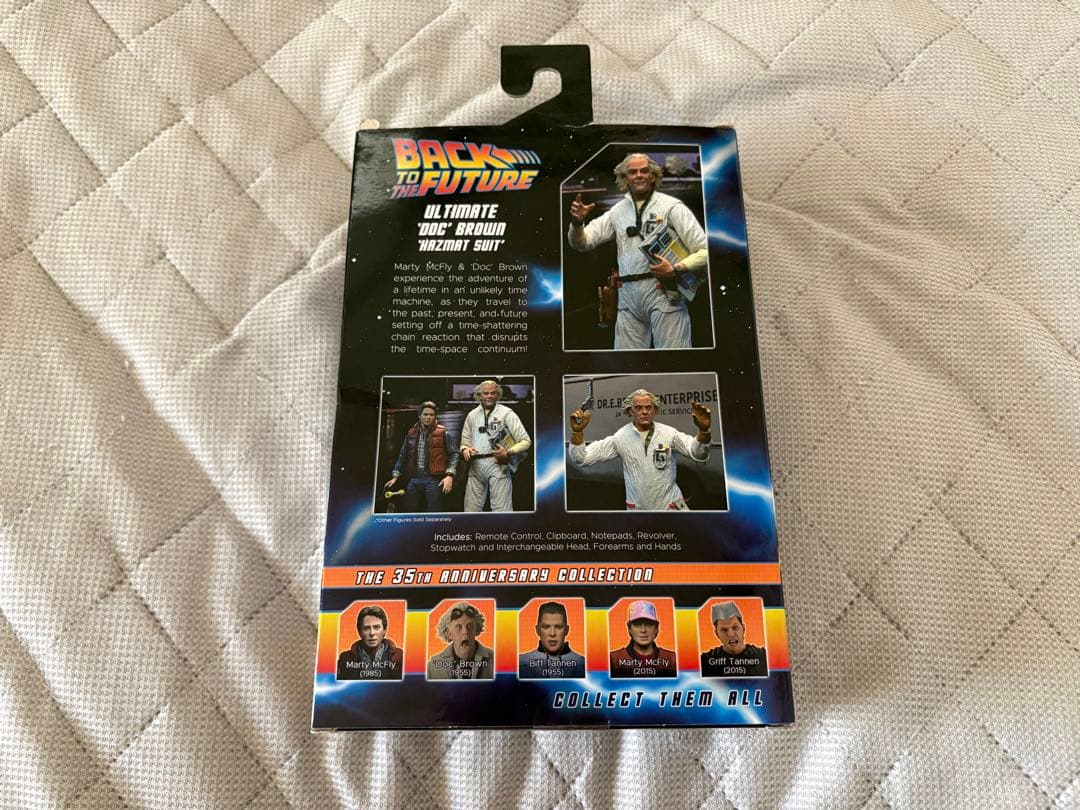 BACK
TO
THE FUTURE
ULTIMATE
'DOC' BROWN
'HAZMAT SUIT'
Marty McFly & 'Doc' Brown
experience the adventure of
a lifetime in an unlikely time
machine, as they travel to
the past, present, and future
setting off a time-shattering
chain reaction that disrupts
the time-space continuum!
DR.E.B ENTERPRISE
24 IC SERVIC
*Other Figures Sold Separately
Includes: Remote Control, Clipboard, Notepads, Revolver,
Stopwatch and Interchangeable Head, Forearms and Hands
THE 35TH ANNIVERSARY COLLECTION
Marty McFly
(1985)
'Doc' Brown
(1955)
Biff Tannen
(1955)
Marty McFly
(2015)
Griff Tannen
(2015)
COLLECT THEM ALL